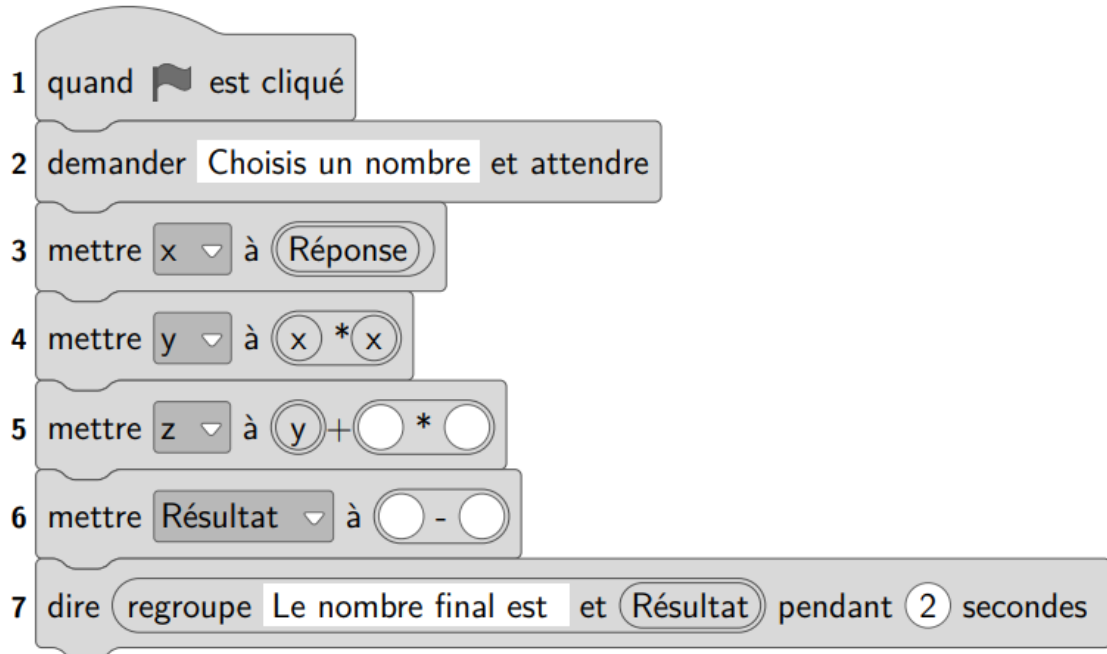 1 quand est cliqué
2 demander Choisis un nombre et attendre
3 mettre x à Réponse
4 mettre y à x * x
5 mettre z à y + *
6 mettre Résultat à -
7 dire regroupe Le nombre final est et Résultat pendant 2 secondes